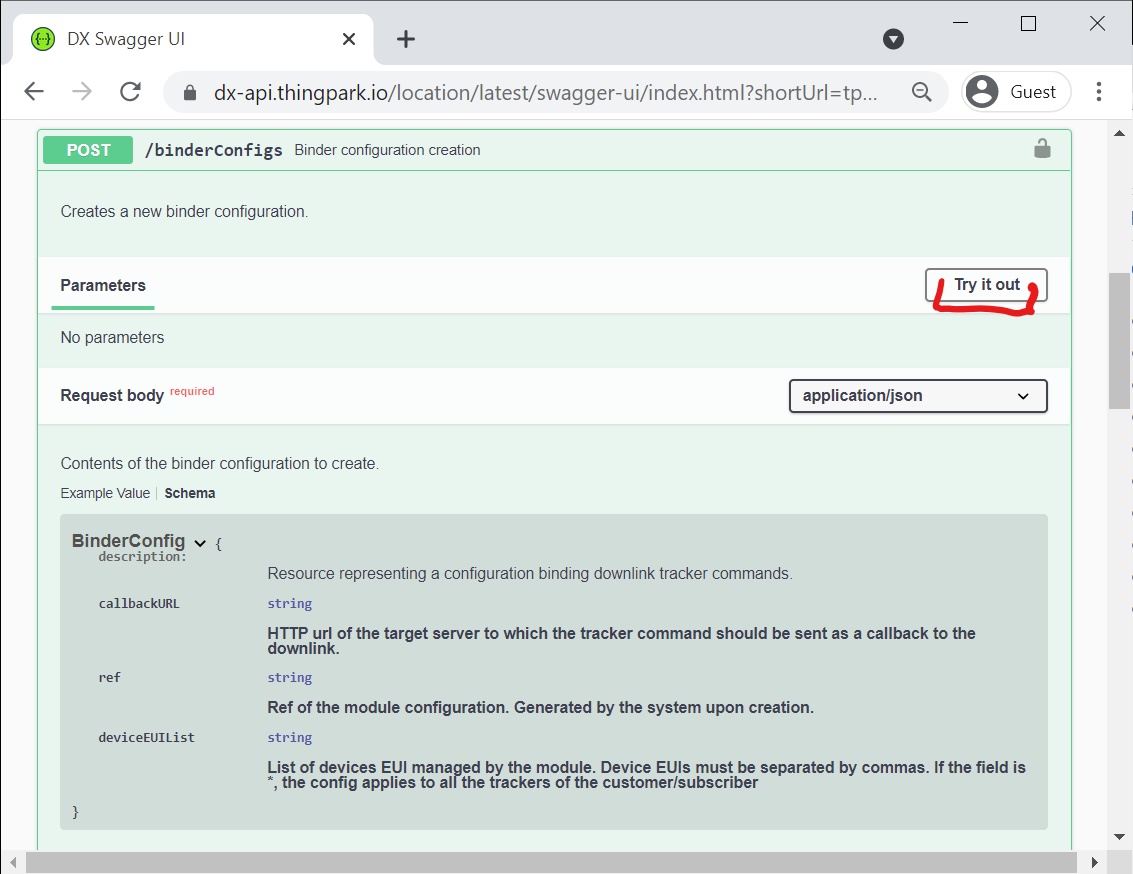 DX Swagger UI
dx-api.thingpark.io/location/latest/swagger-ui/index.html?shortUrl=tp...
Guest
POST /binderConfigs Binder configuration creation
Creates a new binder configuration.
Parameters
Try it out
No parameters
Request body required
application/json
Contents of the binder configuration to create.
Example Value | Schema
BinderConfig {
description:
Resource representing a configuration binding downlink tracker commands.
callbackURL string
HTTP url of the target server to which the tracker command should be sent as a callback to the
downlink.
ref string
Ref of the module configuration. Generated by the system upon creation.
deviceEUIList string
List of devices EUI managed by the module. Device EUIs must be separated by commas. If the field is
*, the config applies to all the trackers of the customer/subscriber
}